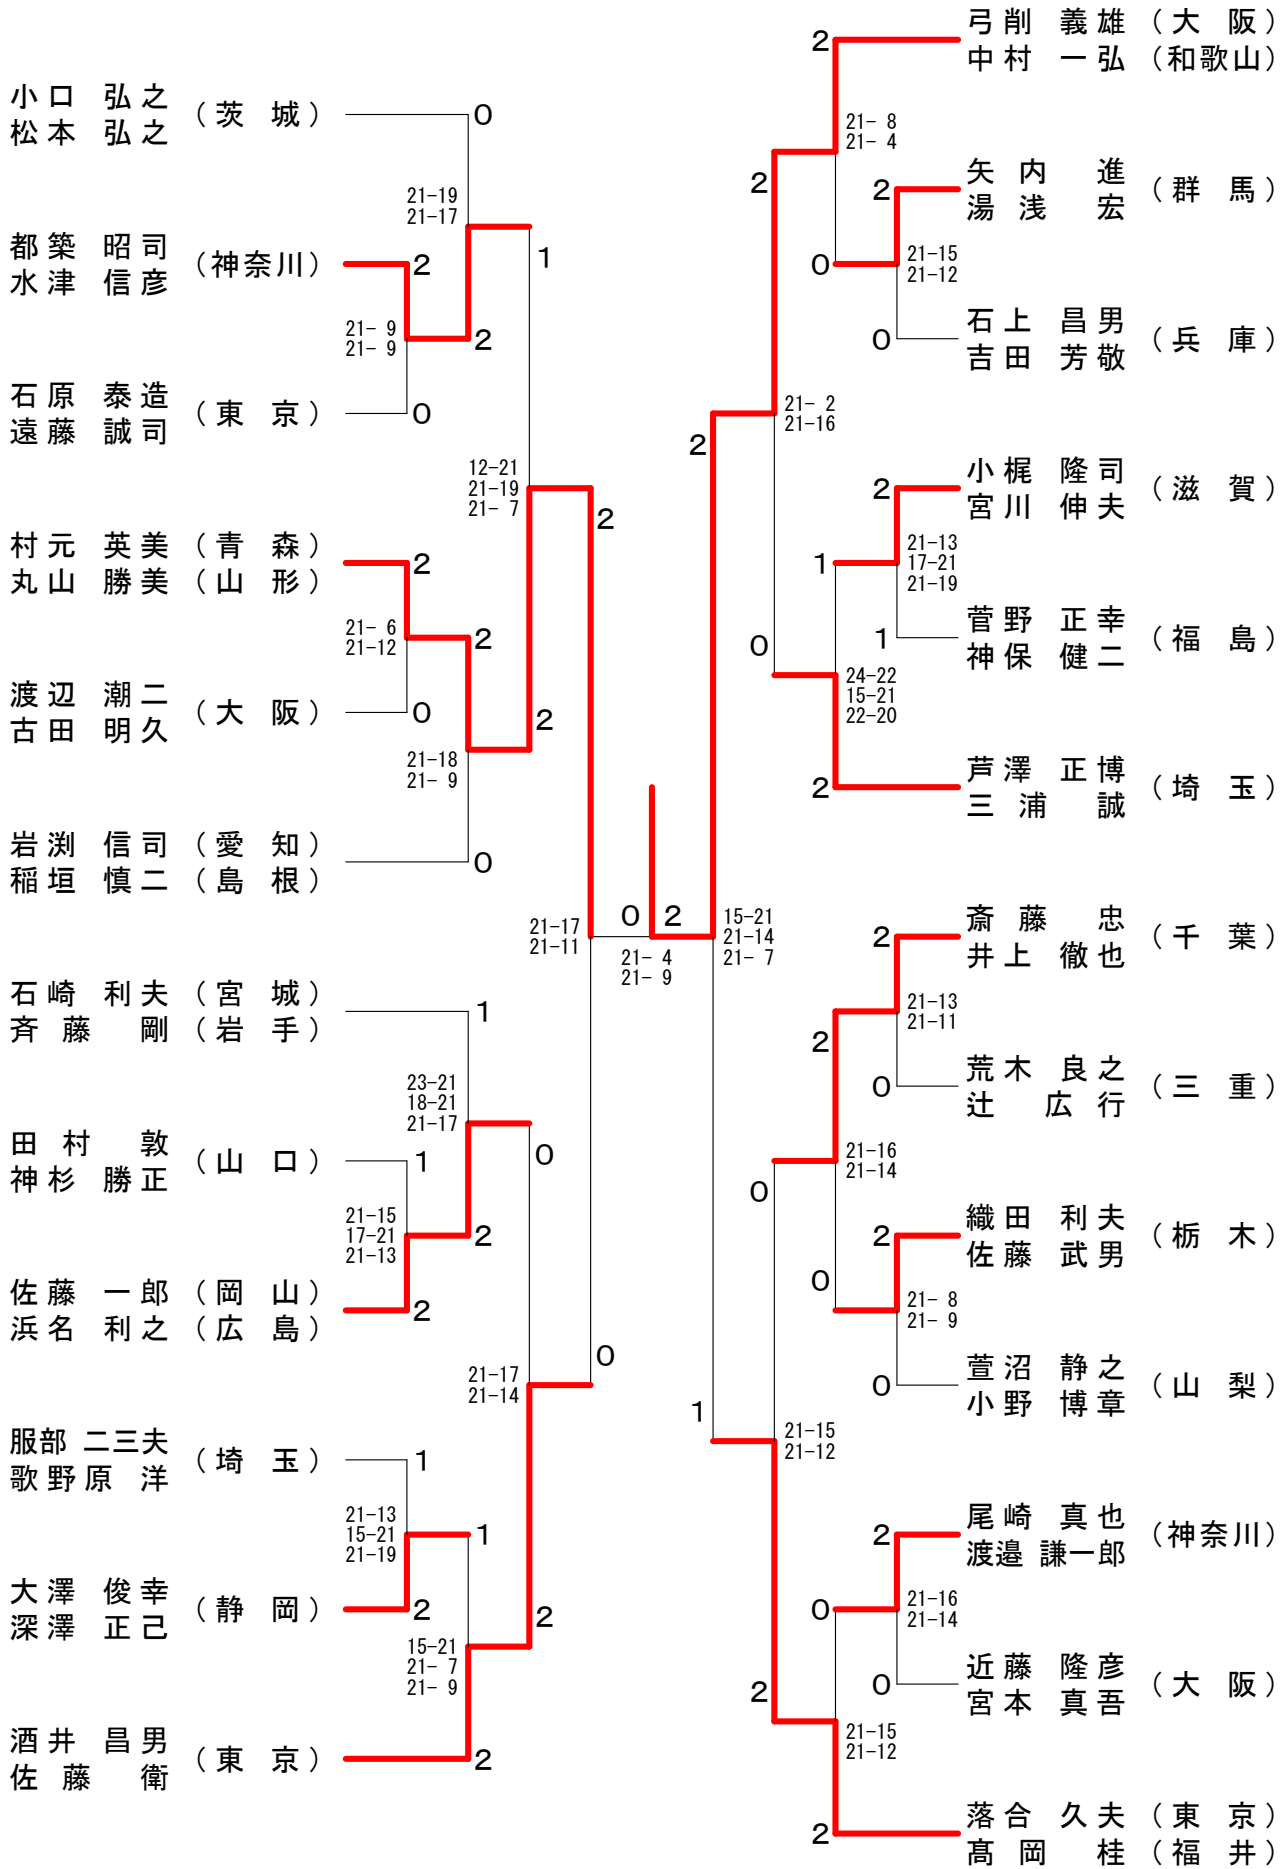 小口 弘之 (茨 城)
松本 弘之
0
21-19
21-17
都築 昭司 (神奈川)
水津 信彦
2
1
21- 9
21- 9
2
石原 泰造 (東 京)
遠藤 誠司
0
12-21
21-19
21- 7
2
村元 英美 (青 森)
丸山 勝美 (山 形)
2
21- 6
21-12
2
渡辺 潮二 (大 阪)
古田 明久
0
2
21-18
21- 9
岩渕 信司 (愛 知)
稲垣 慎二 (島 根)
0
21-17
21-11
0
2
21- 4
21- 9
石崎 利夫 (宮 城)
斉藤 剛 (岩 手)
1
23-21
18-21
21-17
田村 敦 (山 口)
神杉 勝正
1
0
21-15
17-21
21-13
2
佐藤 一郎 (岡 山)
浜名 利之 (広 島)
2
0
21-17
21-14
服部 二三夫 (埼 玉)
歌野原 洋
1
21-13
15-21
21-19
1
大澤 俊幸 (静 岡)
深澤 正己
2
2
15-21
21- 7
21- 9
酒井 昌男 (東 京)
佐藤 衛
2
弓削 義雄 (大 阪)
中村 一弘 (和歌山)
2
21- 8
21- 4
2
矢内 進 (群 馬)
湯浅 宏
2
0
21-15
21-12
石上 昌男 (兵 庫)
吉田 芳敬
0
21- 2
21-16
2
小梶 隆司 (滋 賀)
宮川 伸夫
2
1
21-13
17-21
21-19
菅野 正幸 (福 島)
神保 健二
1
0
24-22
15-21
22-20
芦澤 正博 (埼 玉)
三浦 誠
2
15-21
21-14
21- 7
斎藤 忠 (千 葉)
井上 徹也
2
21-13
21-11
2
荒木 良之 (三 重)
辻 広行
0
21-16
21-14
0
織田 利夫 (栃 木)
佐藤 武男
2
0
21- 8
21- 9
萱沼 静之 (山 梨)
小野 博章
0
1
21-15
21-12
尾崎 真也 (神奈川)
渡邉 謙一郎
2
0
21-16
21-14
近藤 隆彦 (大 阪)
宮本 真吾
0
2
21-15
21-12
落合 久夫 (東 京)
髙岡 桂 (福 井)
2